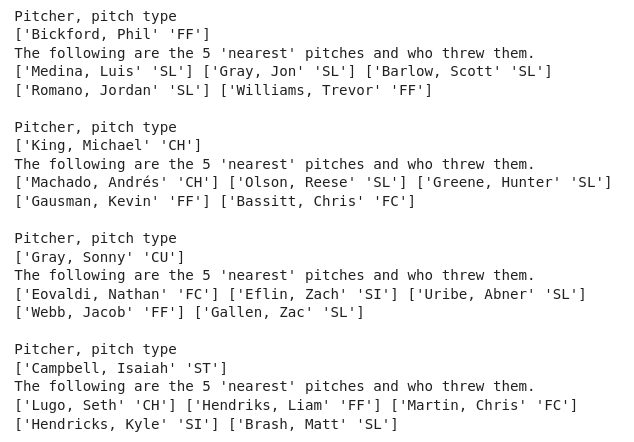 Pitcher, pitch type
['Bickford, Phil' 'FF']
The following are the 5 'nearest' pitches and who threw them.
['Medina, Luis' 'SL'] ['Gray, Jon' 'SL'] ['Barlow, Scott' 'SL']
['Romano, Jordan' 'SL'] ['Williams, Trevor' 'FF']

Pitcher, pitch type
['King, Michael' 'CH']
The following are the 5 'nearest' pitches and who threw them.
['Machado, Andrés' 'CH'] ['Olson, Reese' 'SL'] ['Greene, Hunter' 'SL']
['Gausman, Kevin' 'FF'] ['Bassitt, Chris' 'FC']

Pitcher, pitch type
['Gray, Sonny' 'CU']
The following are the 5 'nearest' pitches and who threw them.
['Eovaldi, Nathan' 'FC'] ['Eflin, Zach' 'SI'] ['Uribe, Abner' 'SL']
['Webb, Jacob' 'FF'] ['Gallen, Zac' 'SL']

Pitcher, pitch type
['Campbell, Isaiah' 'ST']
The following are the 5 'nearest' pitches and who threw them.
['Lugo, Seth' 'CH'] ['Hendriks, Liam' 'FF'] ['Martin, Chris' 'FC']
['Hendricks, Kyle' 'SI'] ['Brash, Matt' 'SL']